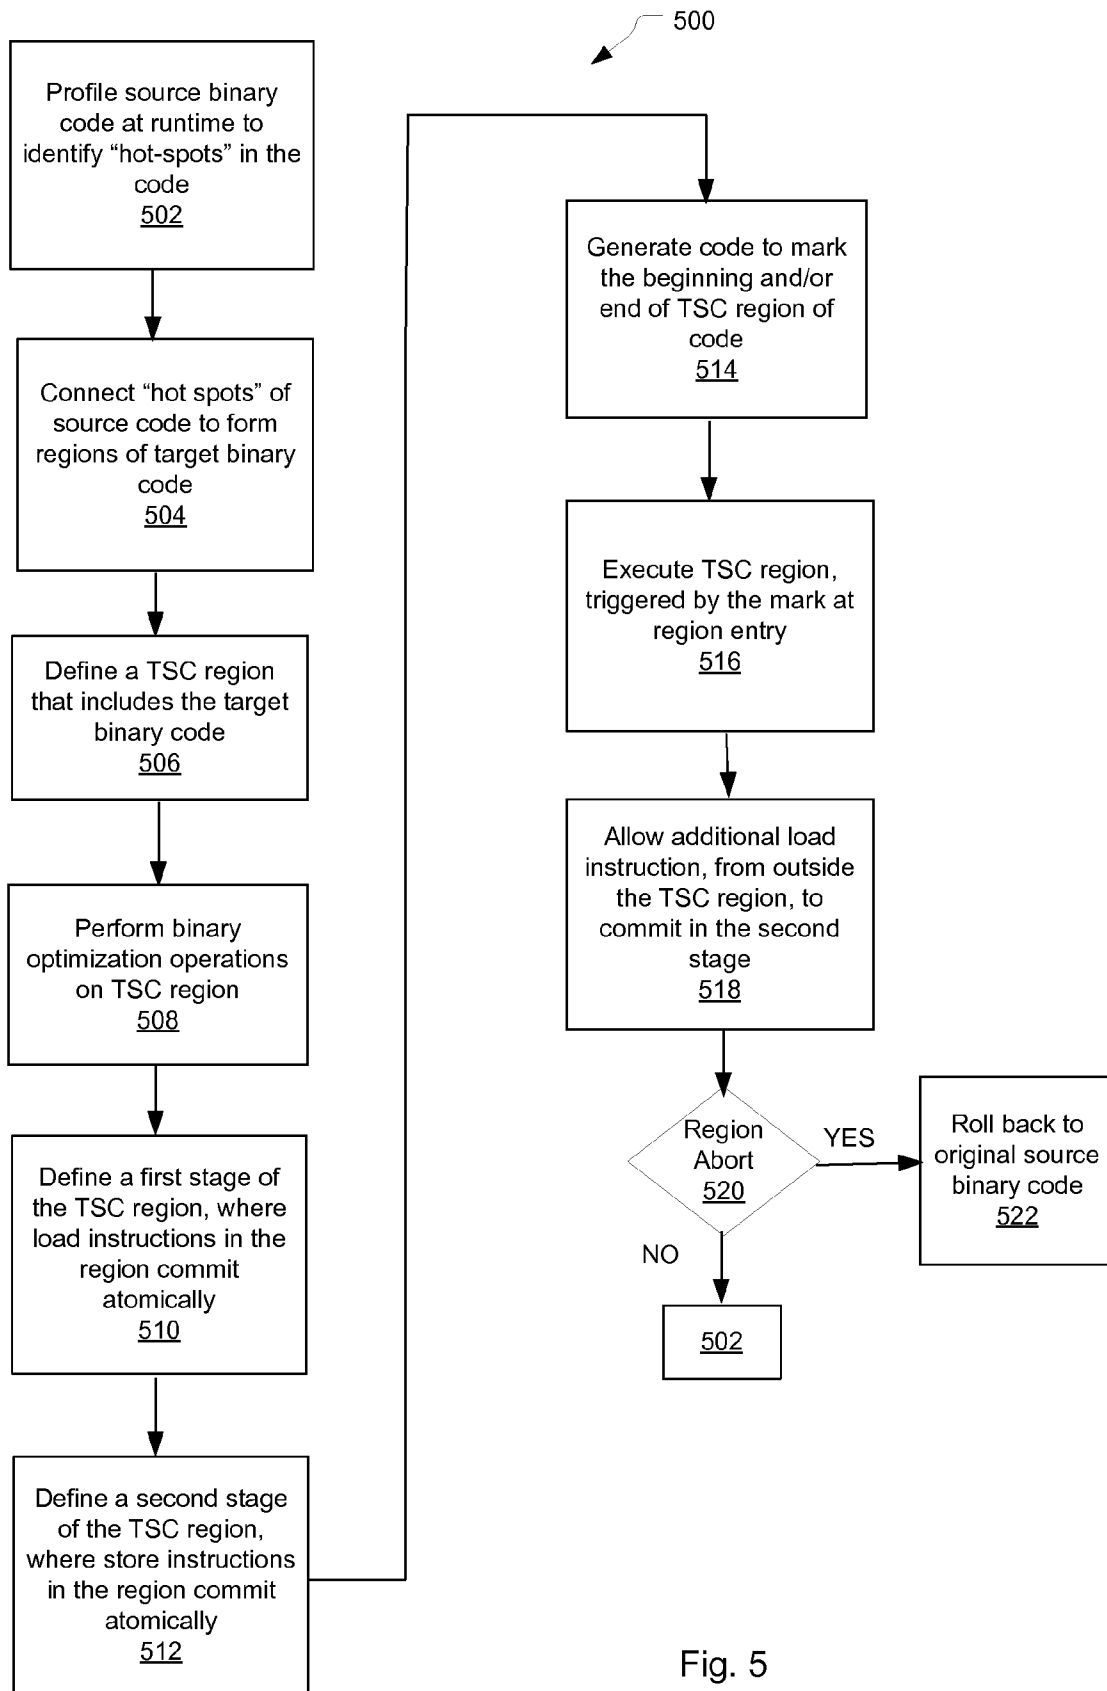 500
Profile source binary
code at runtime to
identify “hot-spots” in the
code
502
Connect “hot spots” of
source code to form
regions of target binary
code
504
Define a TSC region
that includes the target
binary code
506
Perform binary
optimization operations
on TSC region
508
Define a first stage of
the TSC region, where
load instructions in the
region commit
atomically
510
Define a second stage
of the TSC region,
where store instructions
in the region commit
atomically
512
Generate code to mark
the beginning and/or
end of TSC region of
code
514
Execute TSC region,
triggered by the mark at
region entry
516
Allow additional load
instruction, from outside
the TSC region, to
commit in the second
stage
518
Region
Abort
520
YES
Roll back to
original source
binary code
522
NO
502
Fig. 5